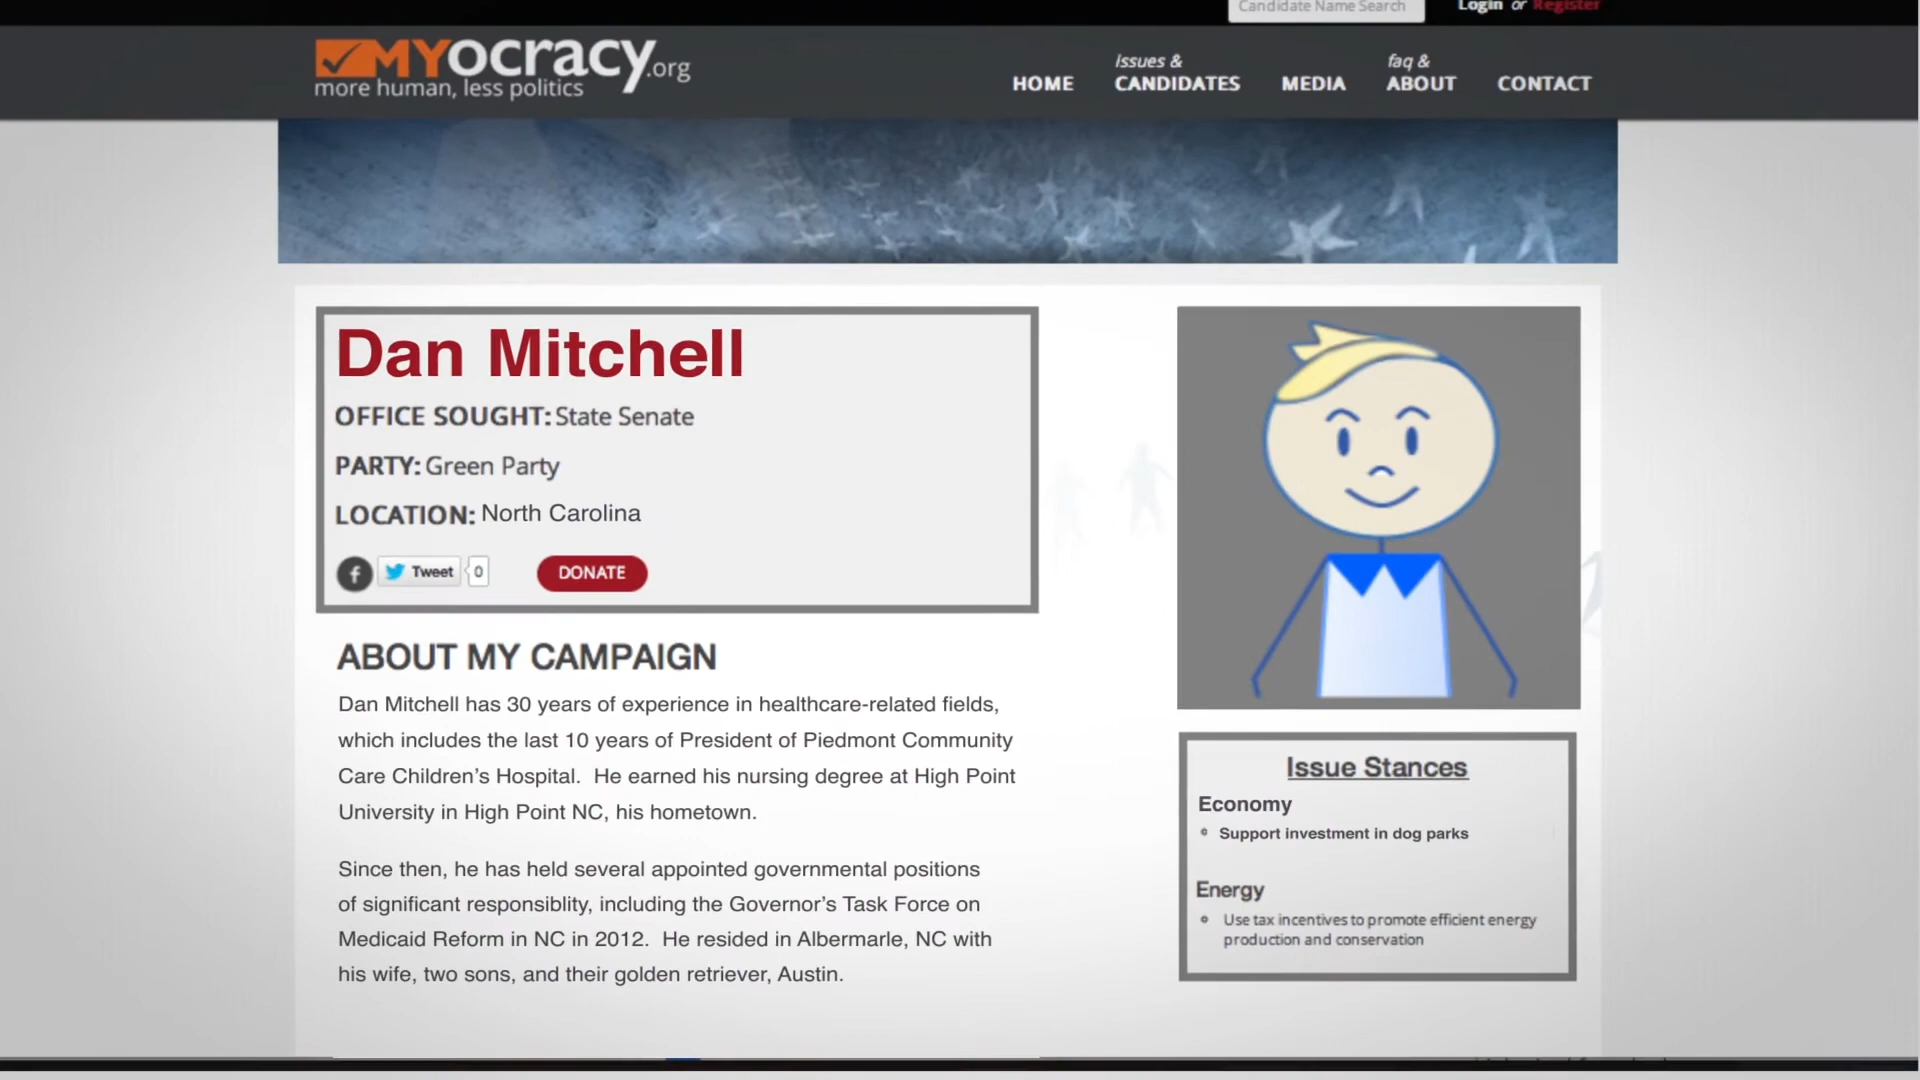 Candidate Name Search
Login or Register
MYocracy.org
more human, less politics
HOME
issues &
CANDIDATES
MEDIA
faq &
ABOUT
CONTACT
Dan Mitchell
OFFICE SOUGHT: State Senate
PARTY: Green Party
LOCATION: North Carolina
f
Tweet
0
DONATE
ABOUT MY CAMPAIGN
Dan Mitchell has 30 years of experience in healthcare-related fields,
which includes the last 10 years of President of Piedmont Community
Care Children's Hospital. He earned his nursing degree at High Point
University in High Point NC, his hometown.
Since then, he has held several appointed governmental positions
of significant responsiblity, including the Governor's Task Force on
Medicaid Reform in NC in 2012. He resided in Albermarle, NC with
his wife, two sons, and their golden retriever, Austin.
Issue Stances
Economy
Support investment in dog parks
Energy
Use tax incentives to promote efficient energy
production and conservation